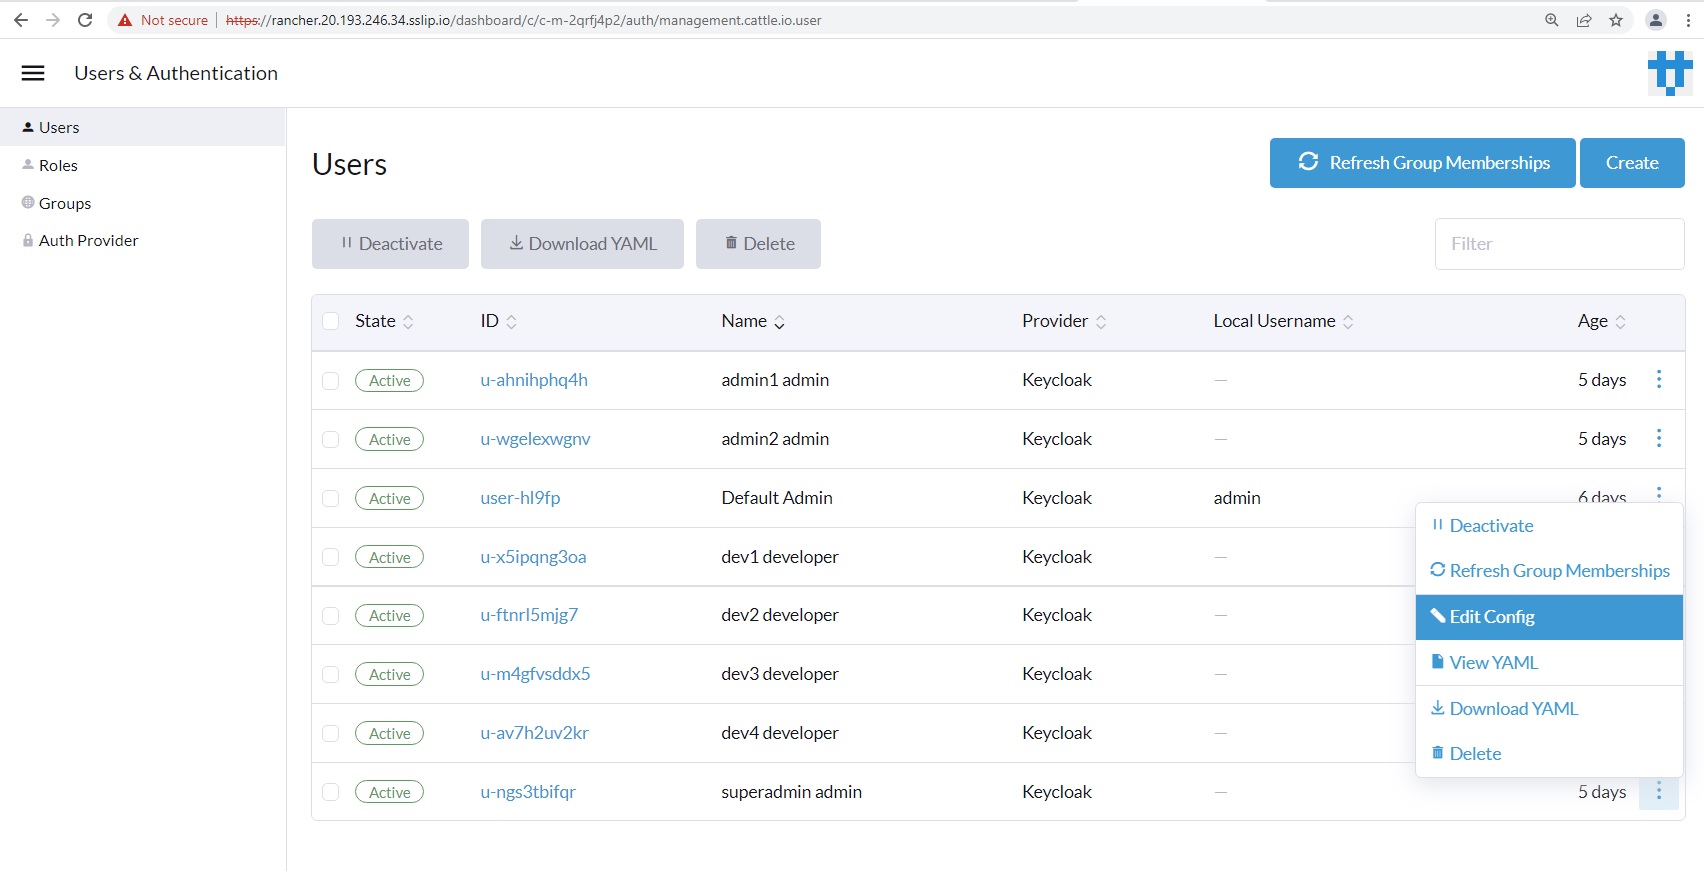 Not secure https://rancher.20.193.246.34.sslip.io/dashboard/c/c-m-2qrfj4p2/auth/management.cattle.io.user
Users & Authentication
Users
Roles
Groups
Auth Provider
Users
Refresh Group Memberships
Create
Deactivate
Download YAML
Delete
Filter
State ID Name Provider Local Username Age
Active u-ahnihphq4h admin1 admin Keycloak — 5 days
Active u-wgelexwgnv admin2 admin Keycloak — 5 days
Active user-hl9fp Default Admin Keycloak admin 6 days
Active u-x5ipqng3oa dev1 developer Keycloak —
Active u-ftnrl5mjg7 dev2 developer Keycloak —
Active u-m4gfvsddx5 dev3 developer Keycloak —
Active u-av7h2uv2kr dev4 developer Keycloak —
Active u-ngs3tbifqr superadmin admin Keycloak — 5 days
Deactivate
Refresh Group Memberships
Edit Config
View YAML
Download YAML
Delete